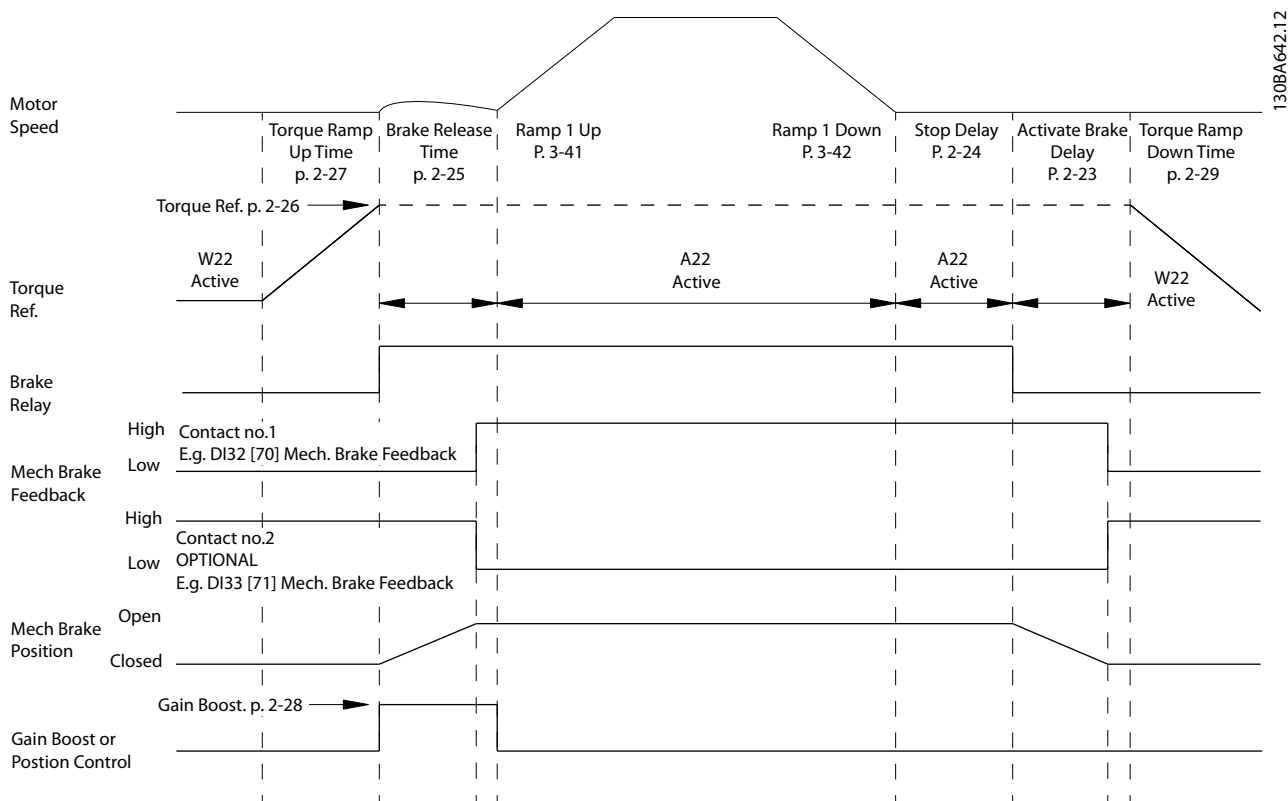 130BA642.12
Motor
Speed
Torque Ramp
Up Time
p. 2-27
Brake Release
Time
p. 2-25
Ramp 1 Up
P. 3-41
Ramp 1 Down
P. 3-42
Stop Delay
P. 2-24
Activate Brake
Delay
P. 2-23
Torque Ramp
Down Time
p. 2-29
Torque Ref. p. 2-26
Torque
Ref.
W22
Active
A22
Active
A22
Active
W22
Active
Brake
Relay
Mech Brake
Feedback
High
Low
Contact no.1
E.g. DI32 [70] Mech. Brake Feedback
High
Low
Contact no.2
OPTIONAL
E.g. DI33 [71] Mech. Brake Feedback
Mech Brake
Position
Open
Closed
Gain Boost. p. 2-28
Gain Boost or
Postion Control